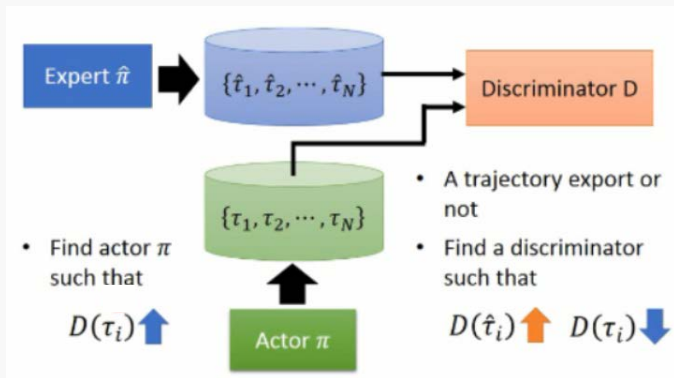 Expert π̂
{τ̂₁, τ̂₂, ⋯, τ̂_N}
Discriminator D
{τ₁, τ₂, ⋯, τ_N}
• A trajectory export or
not
• Find actor π
such that
• Find a discriminator
such that
D(τᵢ)
D(τ̂ᵢ) D(τᵢ)
Actor π